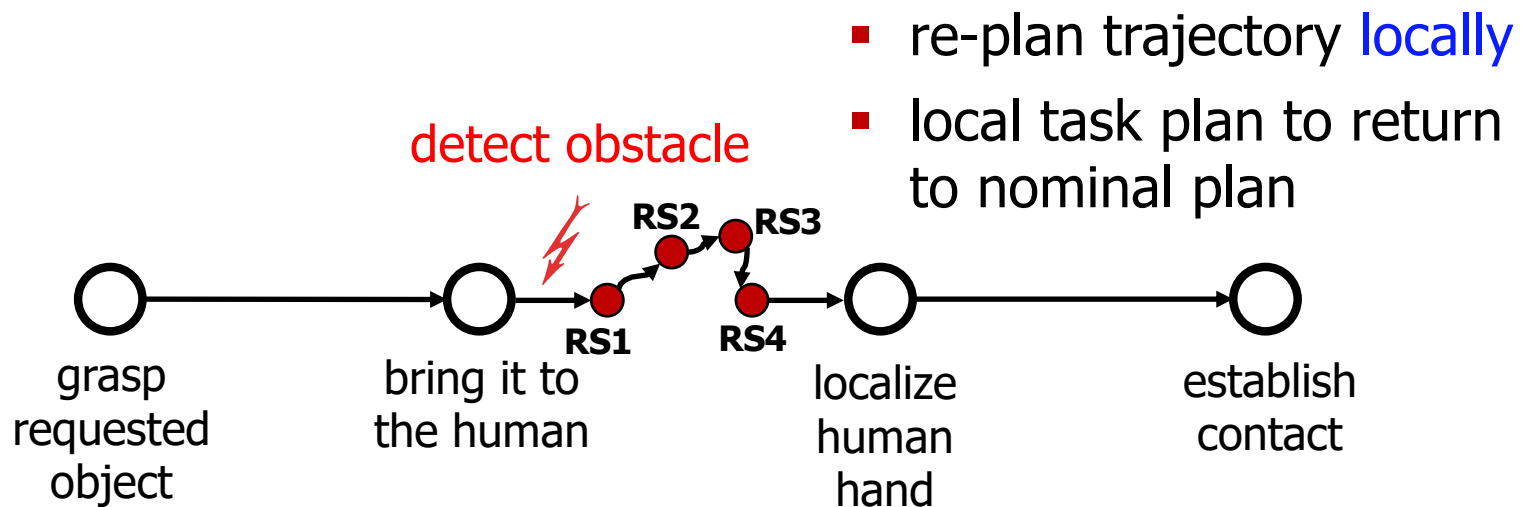 ▪ re-plan trajectory locally
▪ local task plan to return
to nominal plan
detect obstacle
RS2
RS3
RS1
RS4
grasp
requested
object
bring it to
the human
localize
human
hand
establish
contact